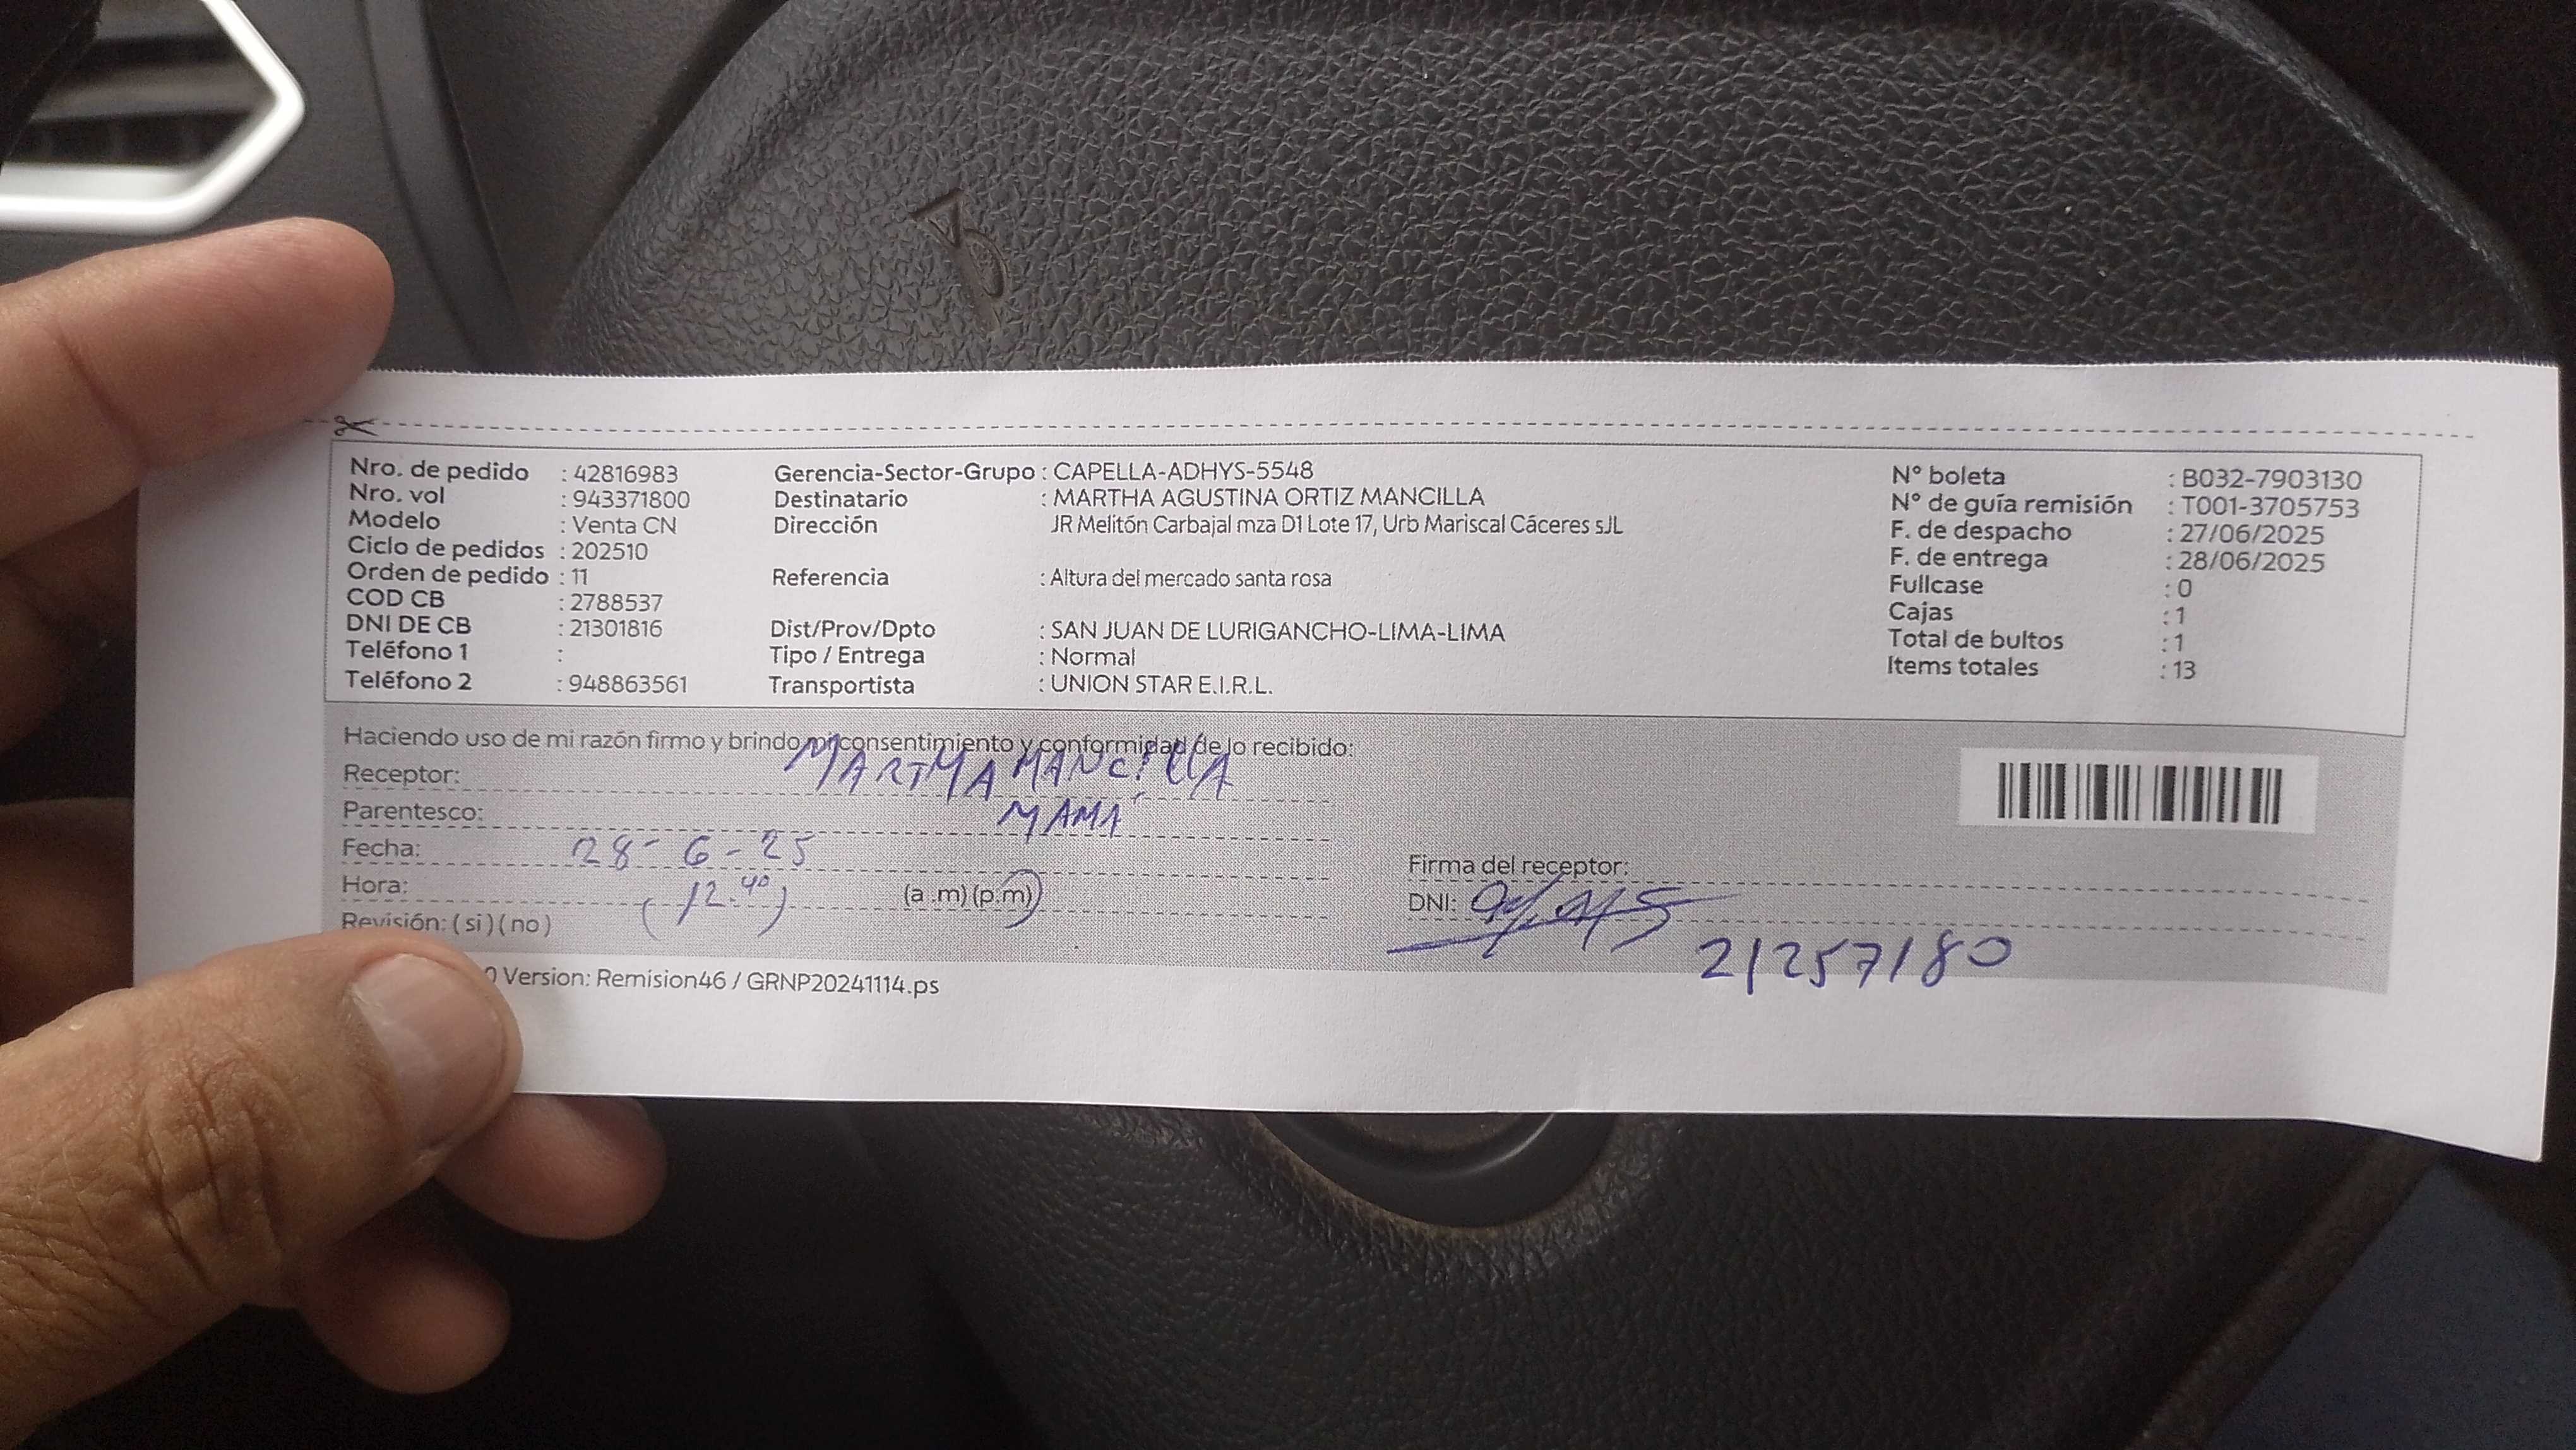 Nro. de pedido : 42816983 Gerencia-Sector-Grupo : CAPELLA-ADHYS-5548 N° boleta : B032-7903130
Nro. vol : 943371800 Destinatario : MARTHA AGUSTINA ORTIZ MANCILLA N° de guía remisión : T001-3705753
Modelo : Venta CN Dirección JR Melitón Carbajal mza D1 Lote 17, Urb Mariscal Cáceres sJL F. de despacho : 27/06/2025
Ciclo de pedidos : 202510 F. de entrega : 28/06/2025
Orden de pedido : 11 Referencia : Altura del mercado santa rosa Fullcase : 0
COD CB : 2788537 Cajas : 1
DNI DE CB : 21301816 Dist/Prov/Dpto : SAN JUAN DE LURIGANCHO-LIMA-LIMA Total de bultos : 1
Teléfono 1 : Tipo / Entrega : Normal Items totales : 13
Teléfono 2 : 948863561 Transportista : UNION STAR E.I.R.L.
Haciendo uso de mi razón firmo y brindo mi consentimiento y conformidad de lo recibido:
Receptor: MARTHA MANCILLA
Parentesco: MAMÁ
Fecha: 28-6-25
Hora: (12.40) (a .m) (p.m)
Revisión: ( si ) ( no )
Firma del receptor:
DNI:
21257180
0 Version: Remision46 / GRNP20241114.ps